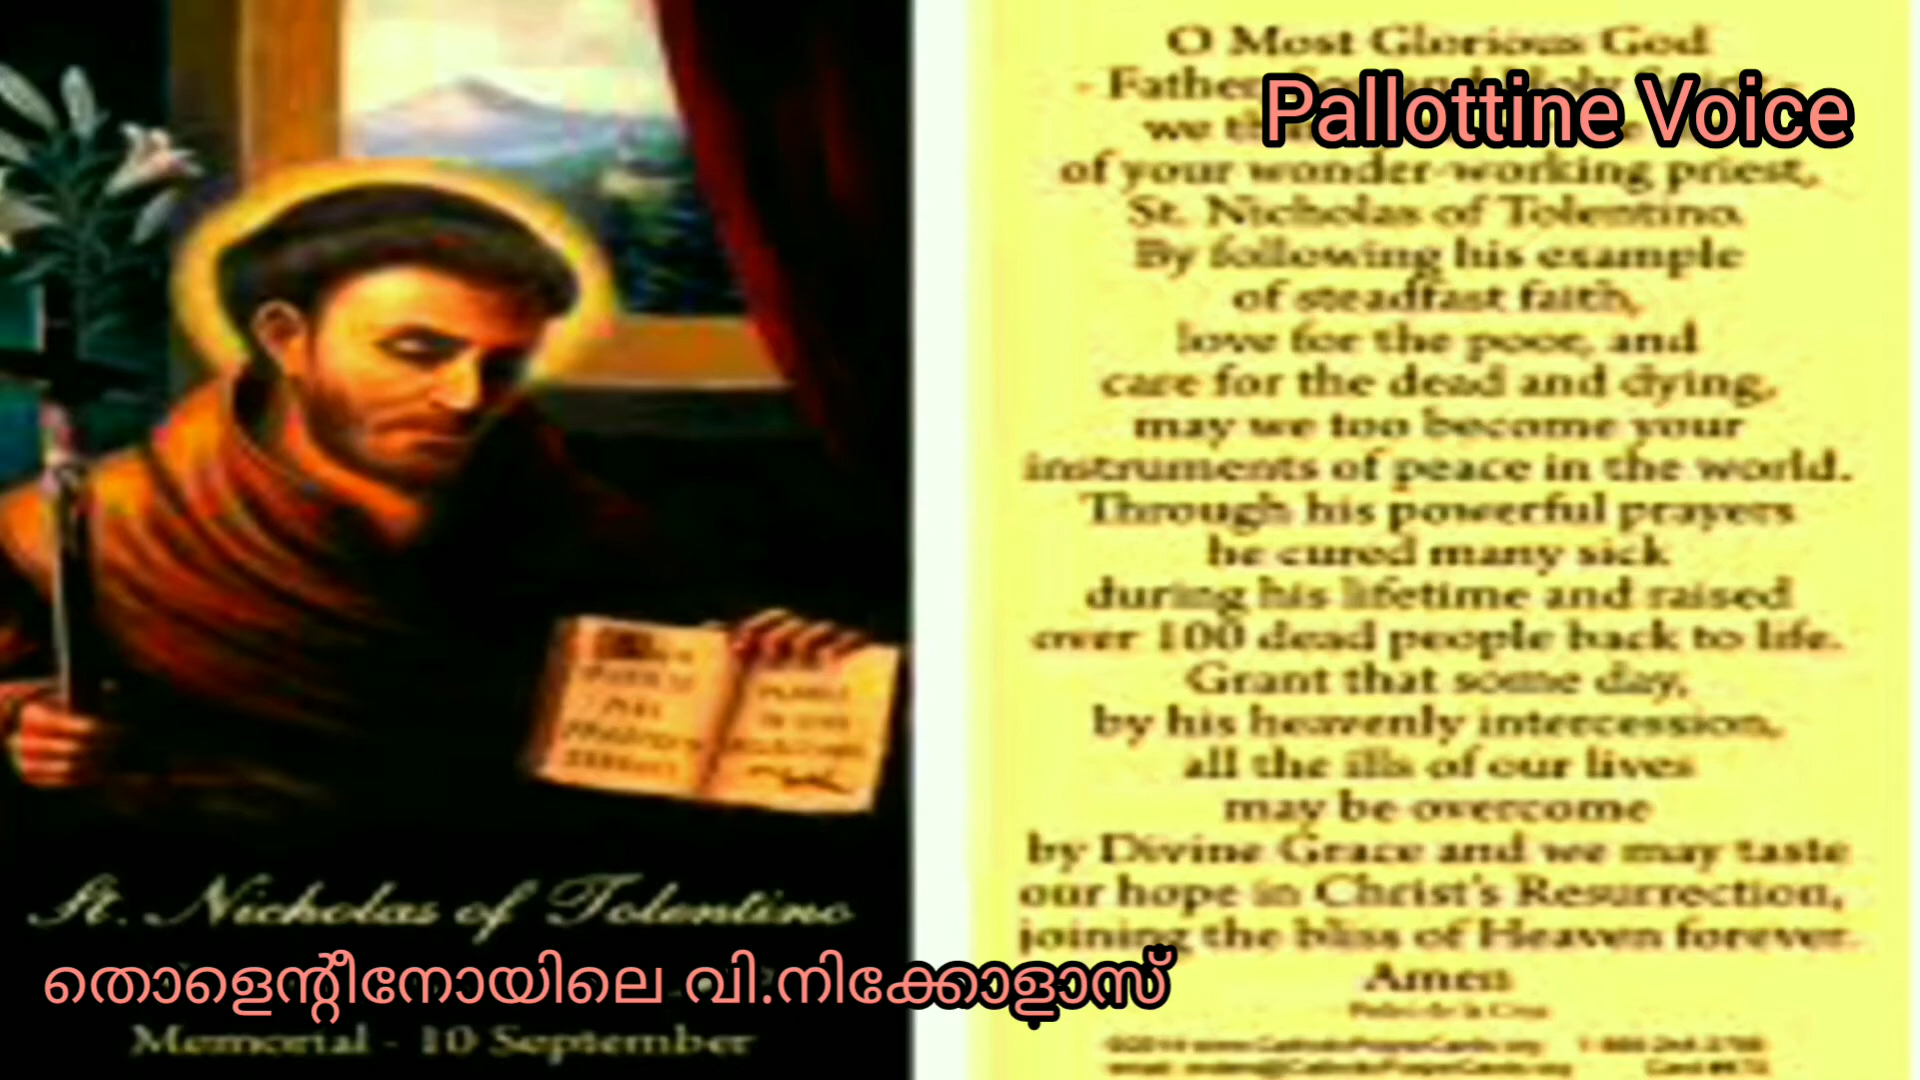 St. Nicholas of Tolentino
തൊളെന്റീനോയിലെ വി.നിക്കോളാസ്
Memorial - 10 September
Pallottine Voice
O Most Glorious God
- Father
we
of your wonder-working priest,
St. Nicholas of Tolentino.
By following his example
of steadfast faith,
love for the poor, and
care for the dead and dying,
may we too become your
instruments of peace in the world.
Through his powerful prayers
he cured many sick
during his lifetime and raised
over 100 dead people back to life.
Grant that some day,
by his heavenly intercession,
all the ills of our lives
may be overcome
by Divine Grace and we may taste
our hope in Christ's Resurrection,
joining the bliss of Heaven forever.
Amen